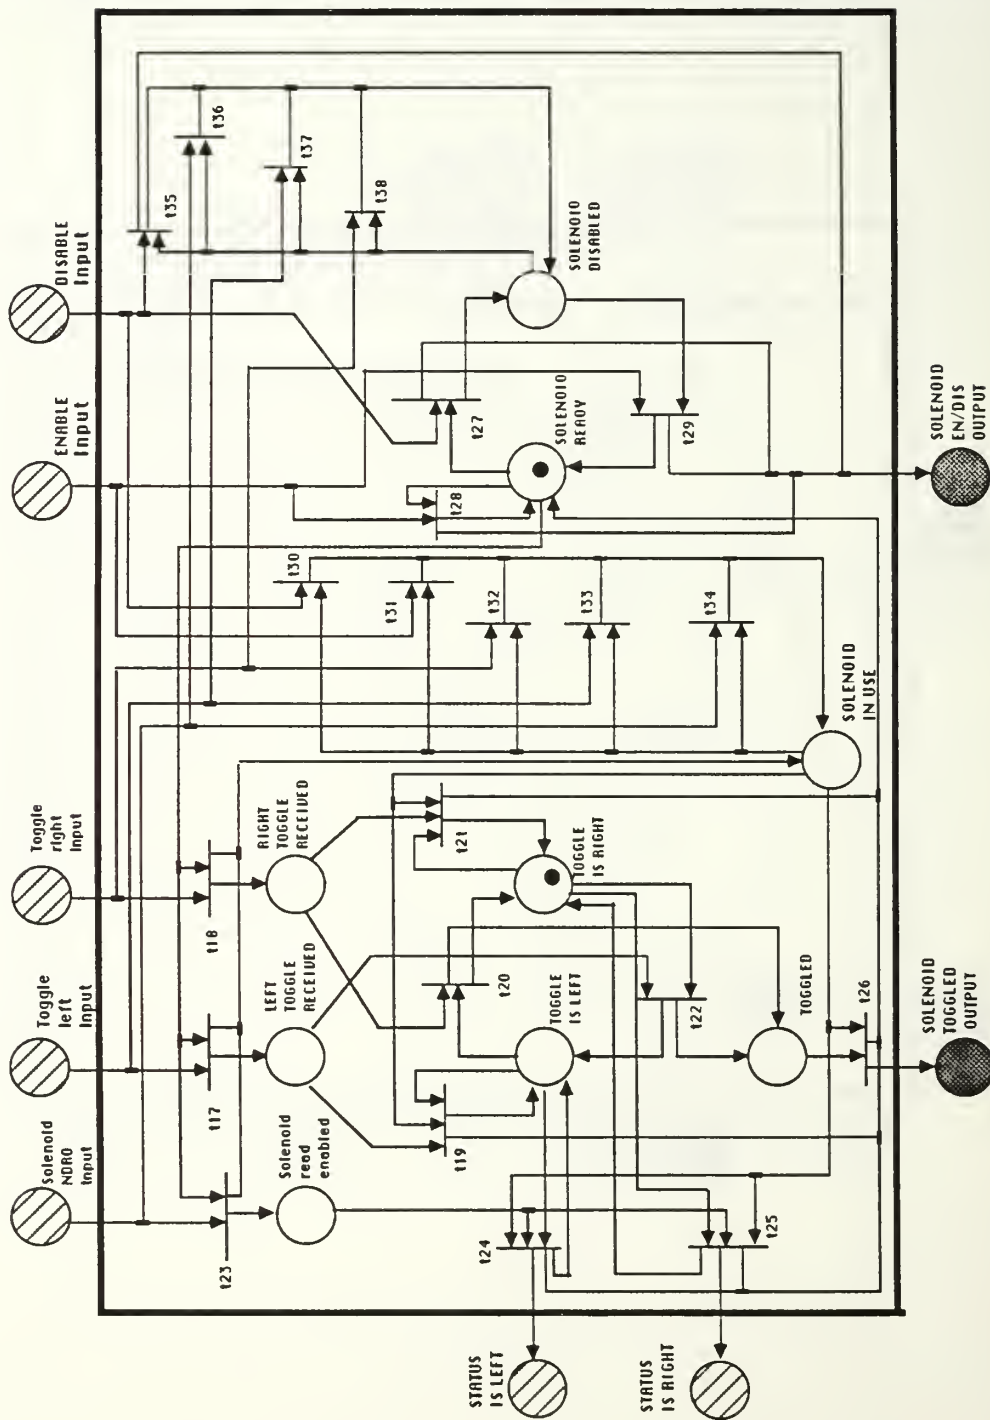 Solenoid
NDRO
Input
Toggle
left
Input
Toggle
right
Input
ENABLE
Input
DISABLE
Input
t23
t17
t18
Solenoid
read
enabled
LEFT
TOGGLE
RECEIVED
RIGHT
TOGGLE
RECEIVED
t30
t31
t32
t33
t34
t35
t36
t37
t38
t28
t27
t29
SOLENOID
READY
SOLENOID
DISABLED
t19
t20
t21
TOGGLE
IS LEFT
TOGGLE
IS RIGHT
t22
t24
t25
TOGGLED
t26
SOLENOID
IN USE
STATUS
IS LEFT
STATUS
IS RIGHT
SOLENOID
TOGGLED
OUTPUT
SOLENOID
EN/DIS
OUTPUT